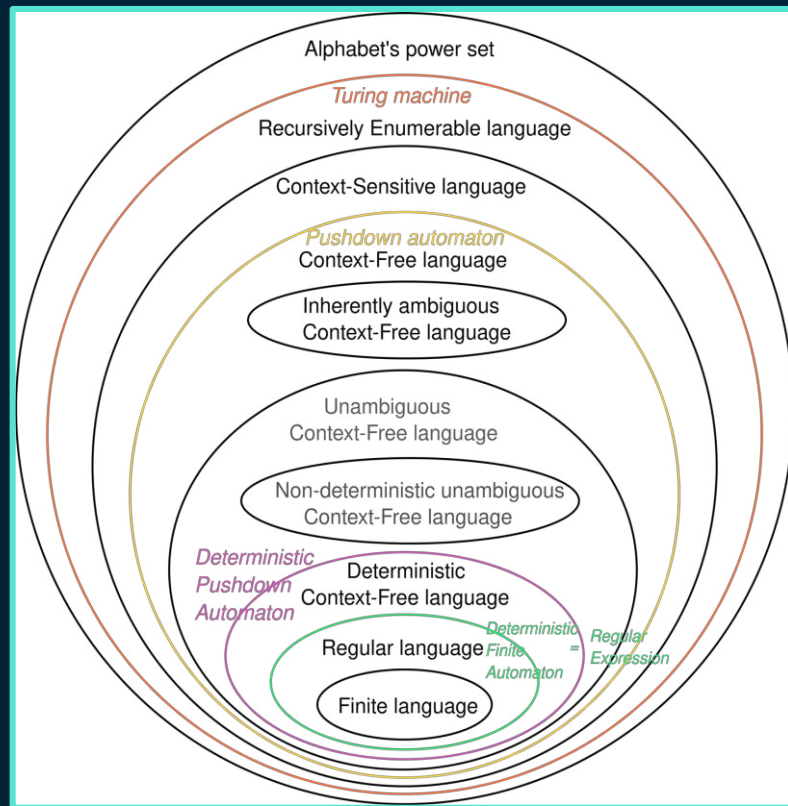 Alphabet's power set
Turing machine
Recursively Enumerable language
Context-Sensitive language
Pushdown automaton
Context-Free language
Inherently ambiguous
Context-Free language
Unambiguous
Context-Free language
Non-deterministic unambiguous
Context-Free language
Deterministic
Pushdown
Automaton
Deterministic
Context-Free language
Regular language
Deterministic
Finite
Automaton
=
Regular
Expression
Finite language